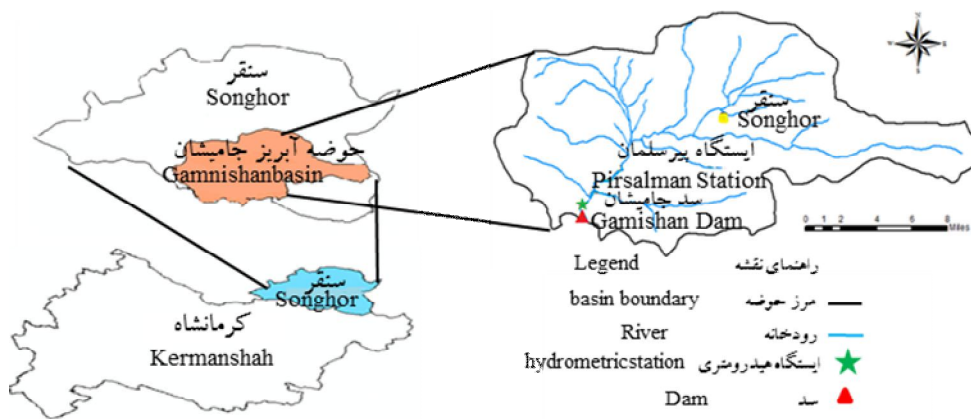 سنقر
Songhor
حوضه آبریز جامیشان
Gamnishanbasin
سنقر
Songhor
کرمانشاه
Kermanshah
سنقر
Songhor
ایستگاه پیرسلمان
Pirsalman Station
سد جامیشان
Gamishan Dam
0 1 2 4 6 8
Miles
Legend راهنمای نقشه
basin boundary مرز حوضه
River رودخانه
hydrometricstation ایستگاه هیدرومتری
Dam سد